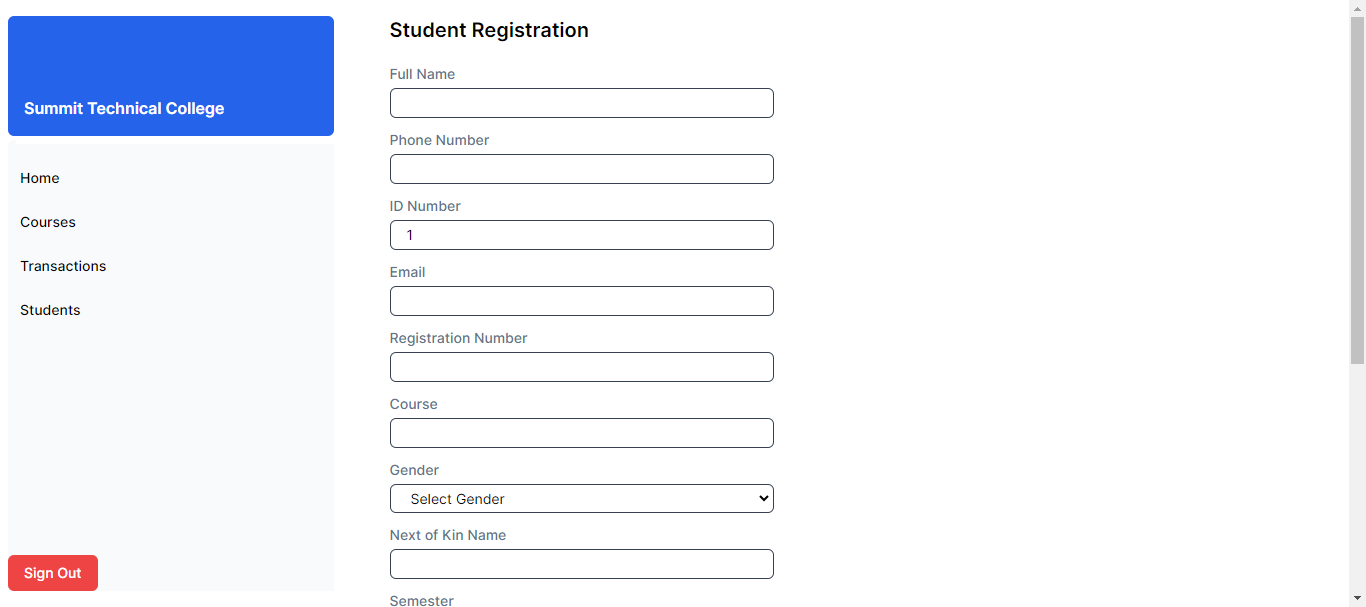 Summit Technical College
Home
Courses
Transactions
Students
Sign Out
Student Registration
Full Name
Phone Number
ID Number
1
Email
Registration Number
Course
Gender
Select Gender
Next of Kin Name
Semester